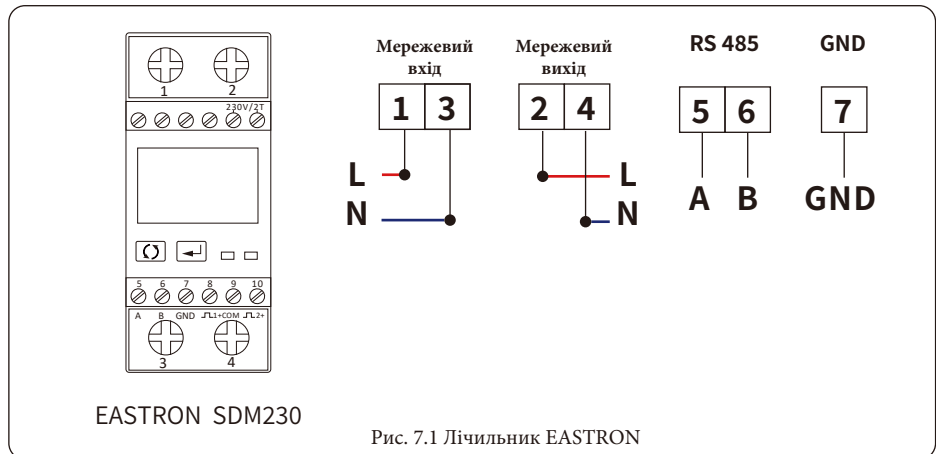 1 2
230V/2T
5 6 7 8 9 10
A B GND 1+COM 2+
3 4
EASTRON SDM230
Мережевий
вхід
1 3
L
N
Мережевий
вихід
2 4
L
N
RS 485
5 6
A B
GND
7
GND
Рис. 7.1 Лічильник EASTRON